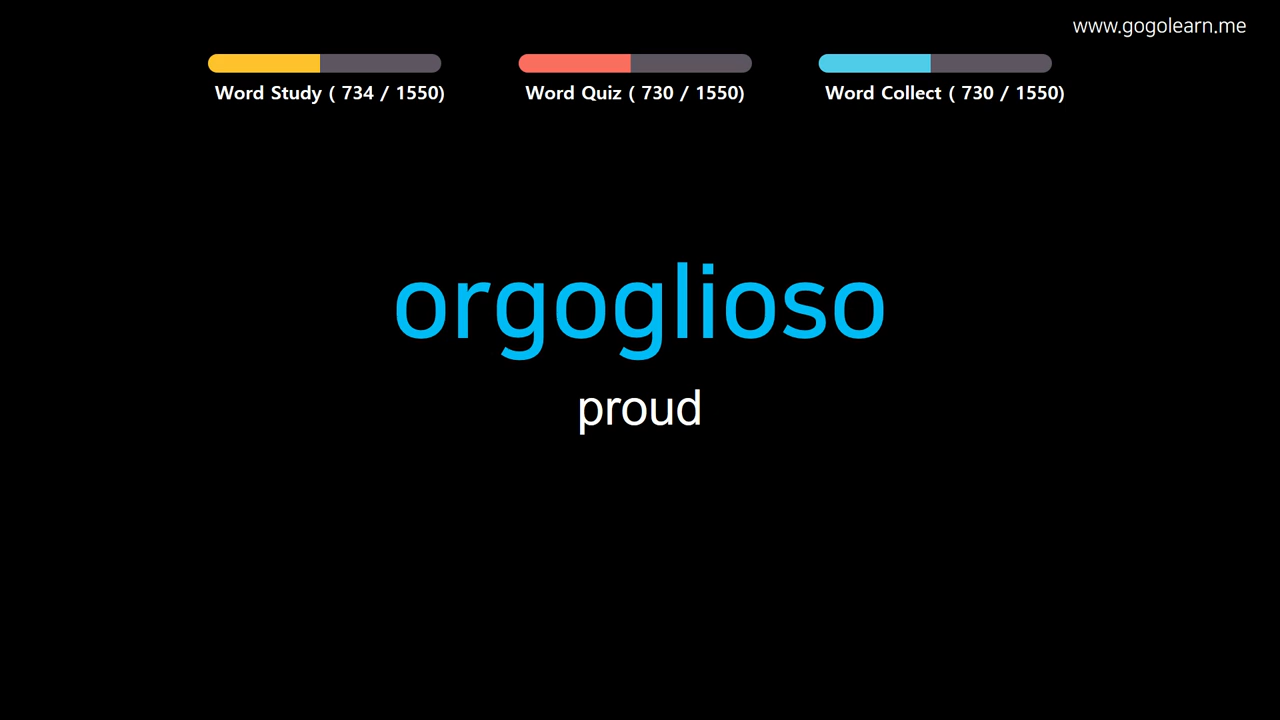 www.gogolearn.me
Word Study ( 734 / 1550)
Word Quiz ( 730 / 1550)
Word Collect ( 730 / 1550)
orgoglioso
proud